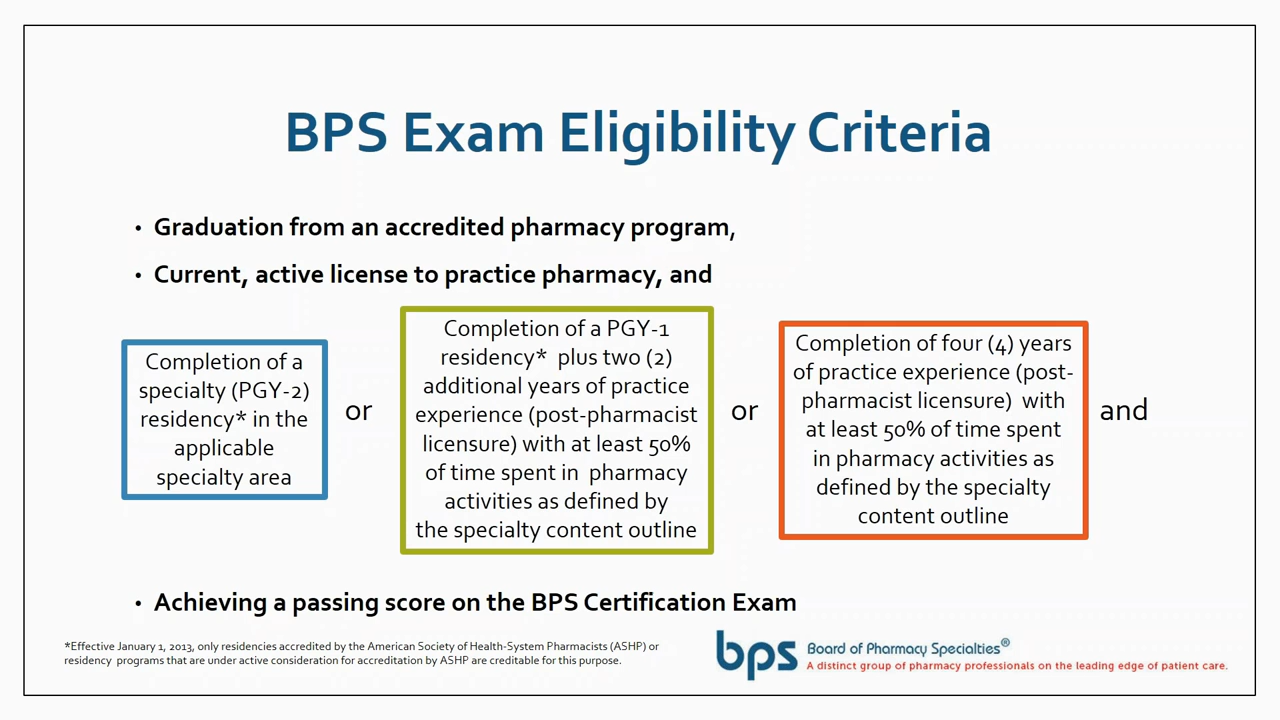 BPS Exam Eligibility Criteria
• Graduation from an accredited pharmacy program,
• Current, active license to practice pharmacy, and
Completion of a
specialty (PGY-2)
residency* in the
applicable
specialty area
or
Completion of a PGY-1
residency* plus two (2)
additional years of practice
experience (post-pharmacist
licensure) with at least 50%
of time spent in pharmacy
activities as defined by
the specialty content outline
or
Completion of four (4) years
of practice experience (post-
pharmacist licensure) with
at least 50% of time spent
in pharmacy activities as
defined by the specialty
content outline
and
• Achieving a passing score on the BPS Certification Exam
*Effective January 1, 2013, only residencies accredited by the American Society of Health-System Pharmacists (ASHP) or
residency programs that are under active consideration for accreditation by ASHP are creditable for this purpose.
bps
Board of Pharmacy Specialties®
A distinct group of pharmacy professionals on the leading edge of patient care.